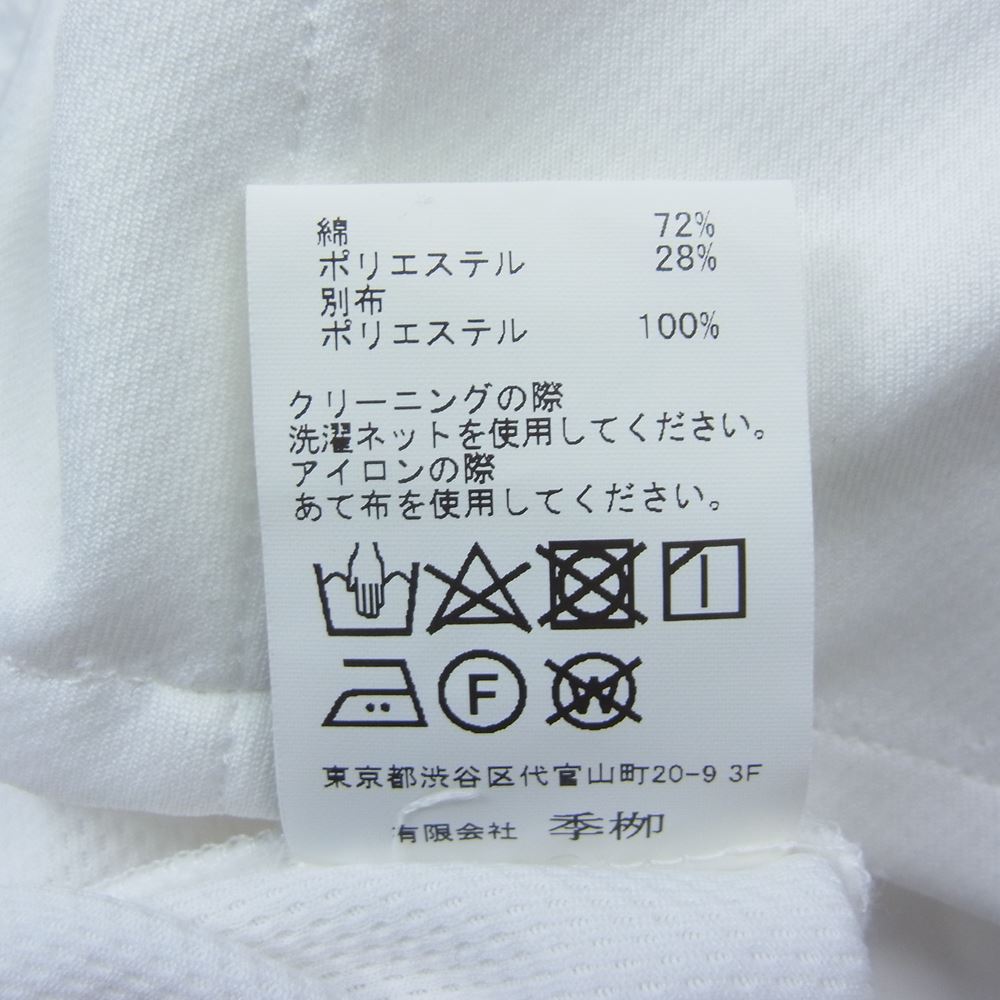 綿 72%
ポリエステル 28%
別布
ポリエステル 100%
クリーニングの際
洗濯ネットを使用してください。
アイロンの際
あて布を使用してください。
F W
東京都渋谷区代官山町20-9 3F
有限会社 季栁